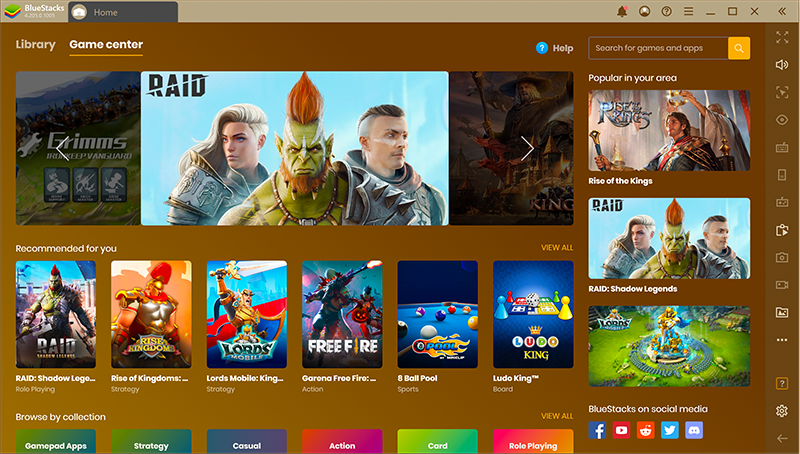 BlueStacks
4.205.0.1005
Home
Library
Game center
Help
Search for games and apps
Grimms
IRONKEEP VANGUARD
RAID
KING
Popular in your area
RISE OF THE KINGS
Rise of the Kings
RAID
RAID: Shadow Legends
LORDS MOBILE
Recommended for you
VIEW ALL
RAID
SHADOW LEGENDS
RISE OF KINGDOMS
LORDS MOBILE
FREE FIRE
8 BALL POOL
BY MINICLIP
LUDO
KING
RAID: Shadow Lege...
Rise of Kingdoms: ...
Lords Mobile: King...
Garena Free Fire: ...
8 Ball Pool
Ludo King™
Role Playing
Strategy
Strategy
Action
Sports
Board
Browse by collection
VIEW ALL
Gamepad Apps
Strategy
Casual
Action
Card
Role Playing
BlueStacks on social media